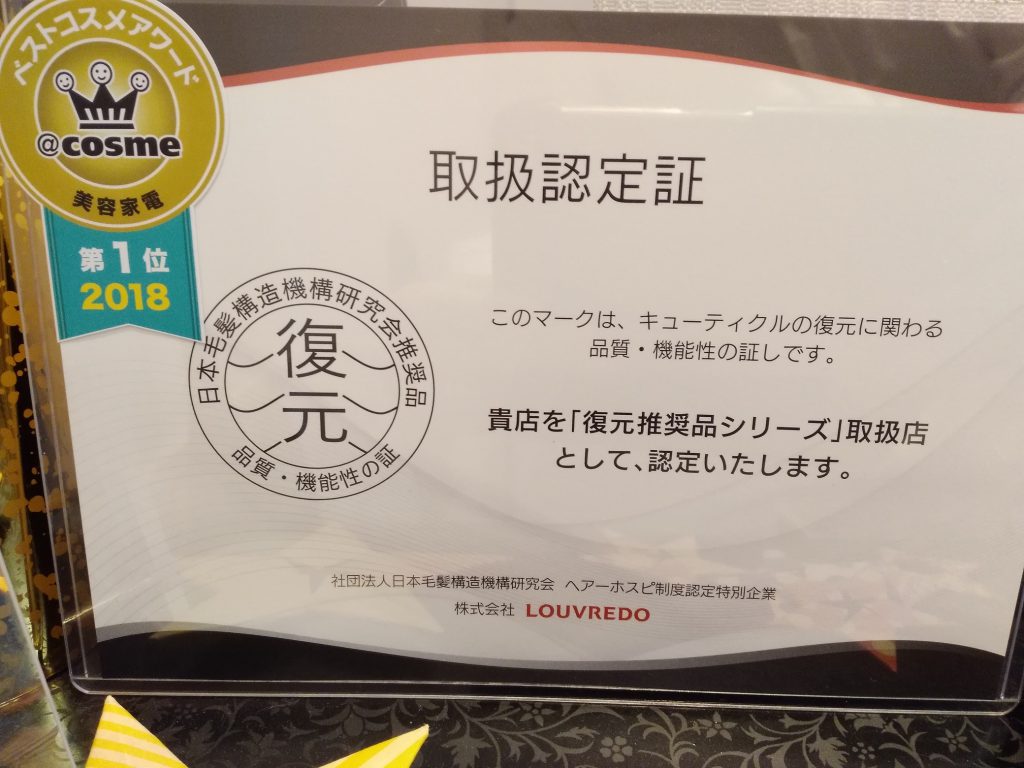 ベストコスメアワード
@cosme
美容家電
第1位
2018
取扱認定証
日本毛髪構造機構研究会推奨品
復元
品質・機能性の証
このマークは、キューティクルの復元に関わる
品質・機能性の証しです。
貴店を「復元推奨品シリーズ」取扱店
として、認定いたします。
社団法人日本毛髪構造機構研究会 ヘアーホスピ制度認定特別企業
株式会社 LOUVREDO